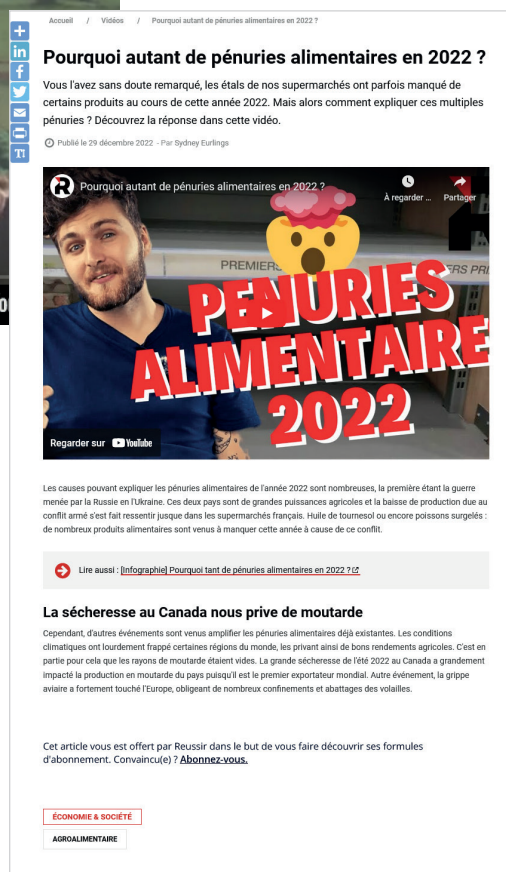 Accueil / Vidéos / Pourquoi autant de pénuries alimentaires en 2022 ?
Pourquoi autant de pénuries alimentaires en 2022 ?
Vous l'avez sans doute remarqué, les étals de nos supermarchés ont parfois manqué de
certains produits au cours de cette année 2022. Mais alors comment expliquer ces multiples
pénuries ? Découvrez la réponse dans cette vidéo.
Publié le 29 décembre 2022 - Par Sydney Eurlings
Pourquoi autant de pénuries alimentaires en 2022 ?
À regarder ...
Partager
PREMIERS
PÉNURIES
ALIMENTAIRE
2022
Regarder sur YouTube
Les causes pouvant expliquer les pénuries alimentaires de l'année 2022 sont nombreuses, la première étant la guerre
menée par la Russie en l'Ukraine. Ces deux pays sont de grandes puissances agricoles et la baisse de production due au
conflit armé s'est fait ressentir jusque dans les supermarchés français. Huile de tournesol ou encore poissons surgelés :
de nombreux produits alimentaires sont venus à manquer cette année à cause de ce conflit.
Lire aussi : [Infographie] Pourquoi tant de pénuries alimentaires en 2022 ?
La sécheresse au Canada nous prive de moutarde
Cependant, d'autres événements sont venus amplifier les pénuries alimentaires déjà existantes. Les conditions
climatiques ont lourdement frappé certaines régions du monde, les privant ainsi de bons rendements agricoles. C'est en
partie pour cela que les rayons de moutarde étaient vides. La grande sécheresse de l'été 2022 au Canada a grandement
impacté la production en moutarde du pays puisqu'il est le premier exportateur mondial. Autre événement, la grippe
aviaire a fortement touché l'Europe, obligeant de nombreux confinements et abattages des volailles.
Cet article vous est offert par Reussir dans le but de vous faire découvrir ses formules
d'abonnement. Convaincu(e) ? Abonnez-vous.
ÉCONOMIE & SOCIÉTÉ
AGROALIMENTAIRE